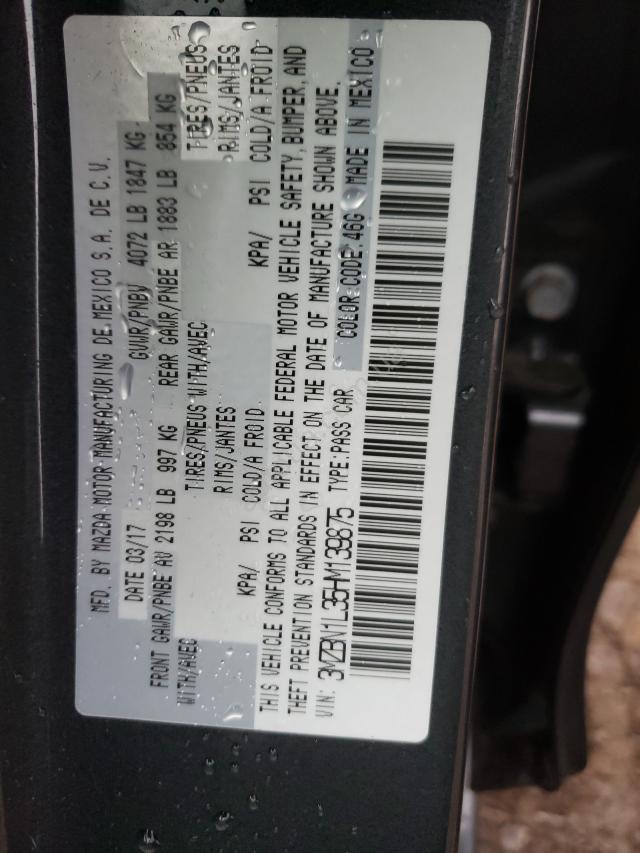 MFD. BY MAZDA MOTOR MANUFACTURING DE MEXICO S.A. DE C.V.
DATE 03/17 GVWR/PNBV 4072 LB 1847 KG
FRONT GAWR/PNBE AV 2198 LB 997 KG REAR GAWR/PNBE AR 1883 LB 854 KG
WITH/AVEC TIRES/PNEUS WITH/AVEC TIRES/PNEUS
RIMS/JANTES RIMS/JANTES
KPA/ PSI COLD/A FROID KPA/ PSI COLD/A FROID
THIS VEHICLE CONFORMS TO ALL APPLICABLE FEDERAL MOTOR VEHICLE SAFETY, BUMPER, AND
THEFT PREVENTION STANDARDS IN EFFECT ON THE DATE OF MANUFACTURE SHOWN ABOVE.
VIN: 3MZBN1L35HM139875 TYPE:PASS CAR COLOR CODE:46G MADE IN MEXICO